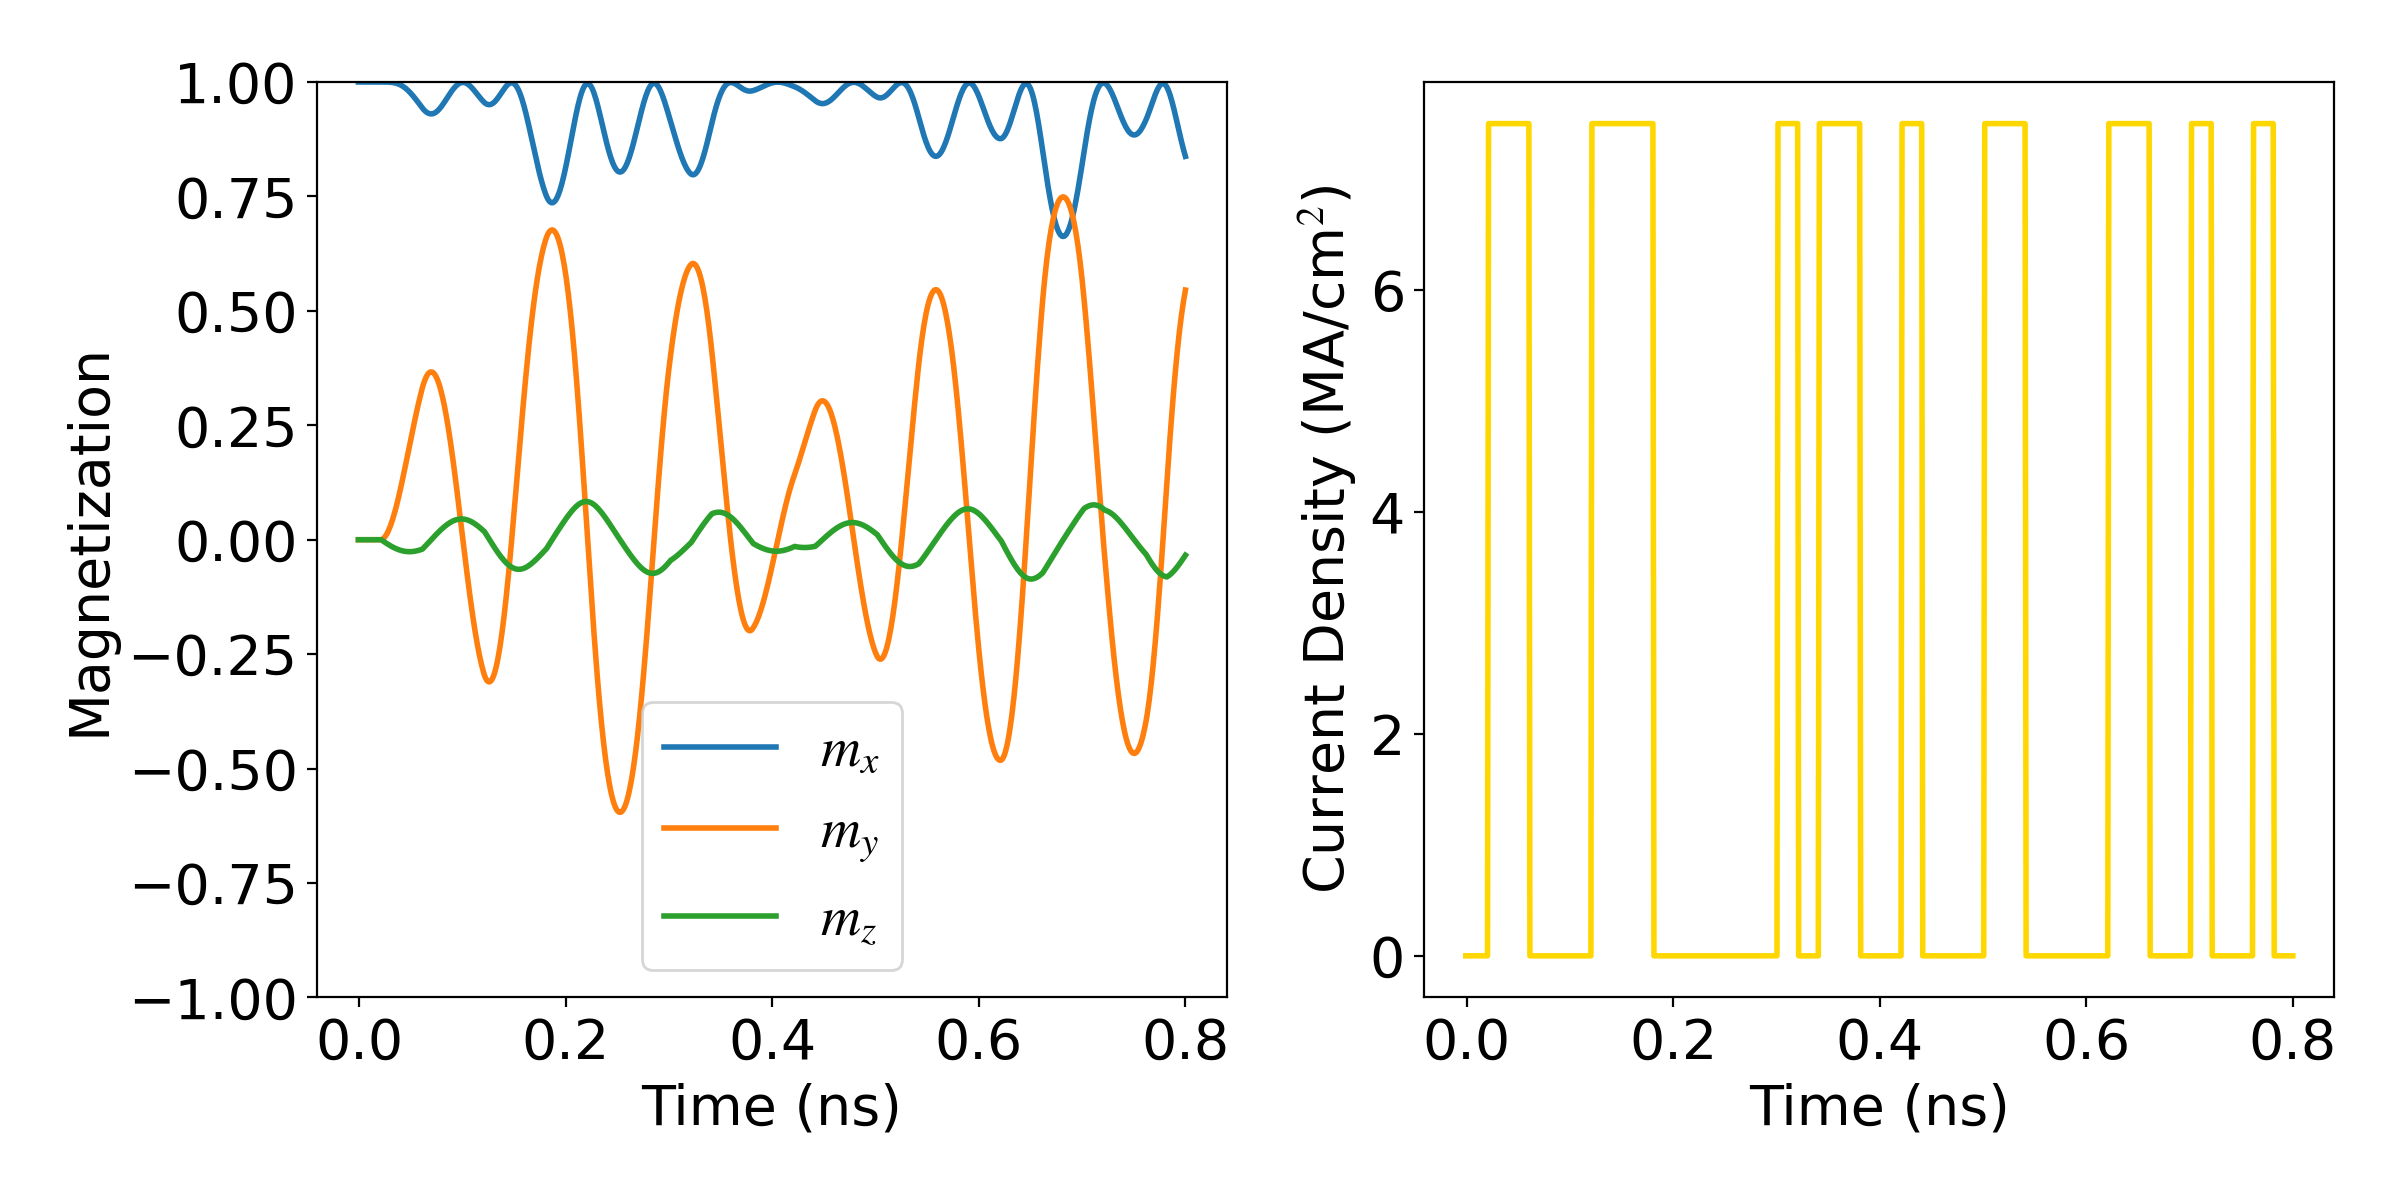 1.00
0.75
0.50
0.25
0.00
−0.25
−0.50
−0.75
−1.00
Magnetization
0.0 0.2 0.4 0.6 0.8
Time (ns)
m_x
m_y
m_z
6
4
2
0
Current Density (MA/cm²)
0.0 0.2 0.4 0.6 0.8
Time (ns)